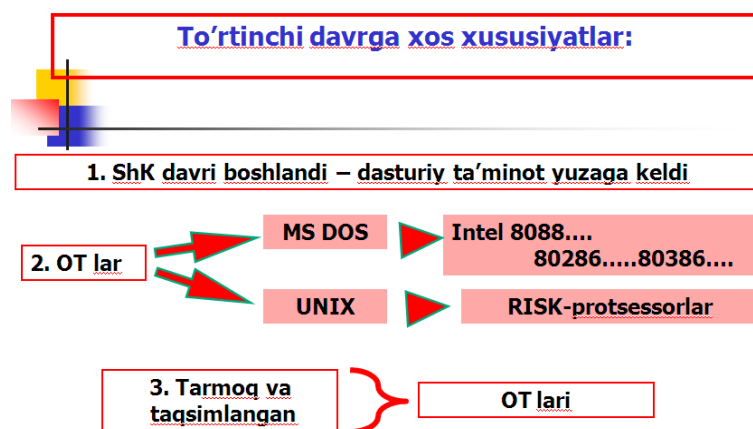 To’rtinchi davrga xos xususiyatlar:
1. ShK davri boshlandi – dasturiy ta’minot yuzaga keldi
2. OT lar
MS DOS
Intel 8088....
80286.....80386....
UNIX
RISK-protsessorlar
3. Tarmoq va
taqsimlangan
OT lari